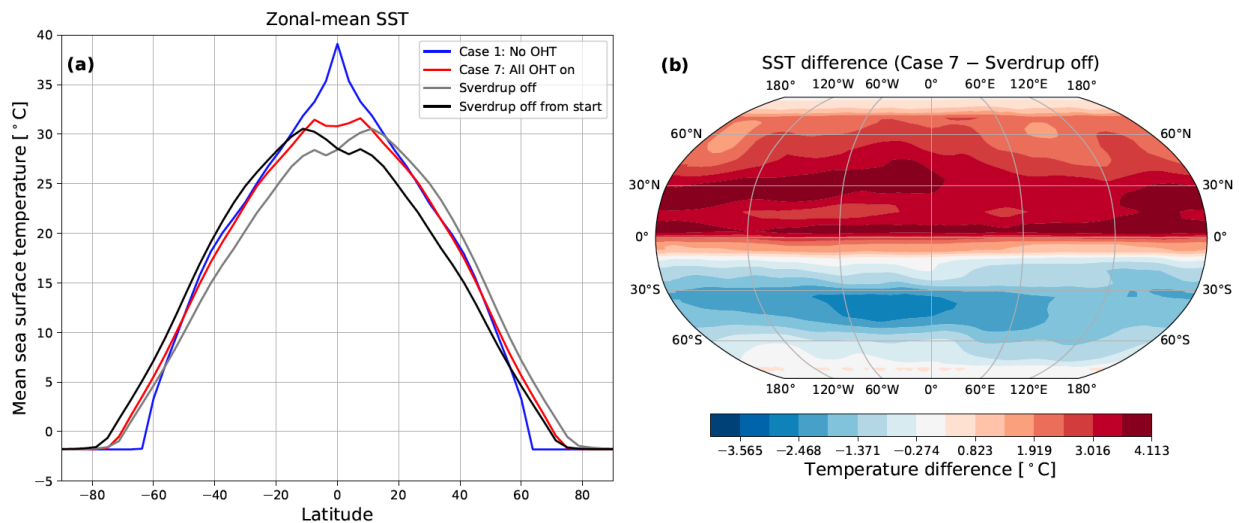 Zonal-mean SST
(a)
Case 1: No OHT
Case 7: All OHT on
Sverdrup off
Sverdrup off from start
40
35
30
25
20
15
10
5
0
−5
Mean sea surface temperature [°C]
−80 −60 −40 −20 0 20 40 60 80
Latitude
(b)
SST difference (Case 7 − Sverdrup off)
180° 120°W 60°W 0° 60°E 120°E 180°
60°N 60°N
30°N 30°N
0° 0°
30°S 30°S
60°S 60°S
180° 120°W 60°W 0° 60°E 120°E 180°
−3.565 −2.468 −1.371 −0.274 0.823 1.919 3.016 4.113
Temperature difference [°C]